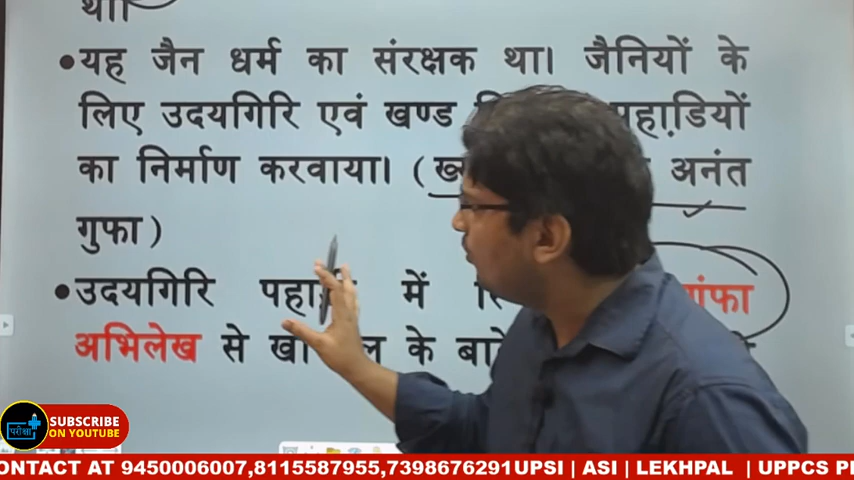 था।
•यह जैन धर्म का संरक्षक था। जैनियों के
लिए उदयगिरि एवं खण्ड पहाड़ियों
का निर्माण करवाया। ( अनंत
गुफा)
•उदयगिरि में
अभिलेख से के
परीक्षा
SUBSCRIBE
ON YOUTUBE
ONTACT AT 9450006007,8115587955,7398676291UPSI | ASI | LEKHPAL | UPPCS P